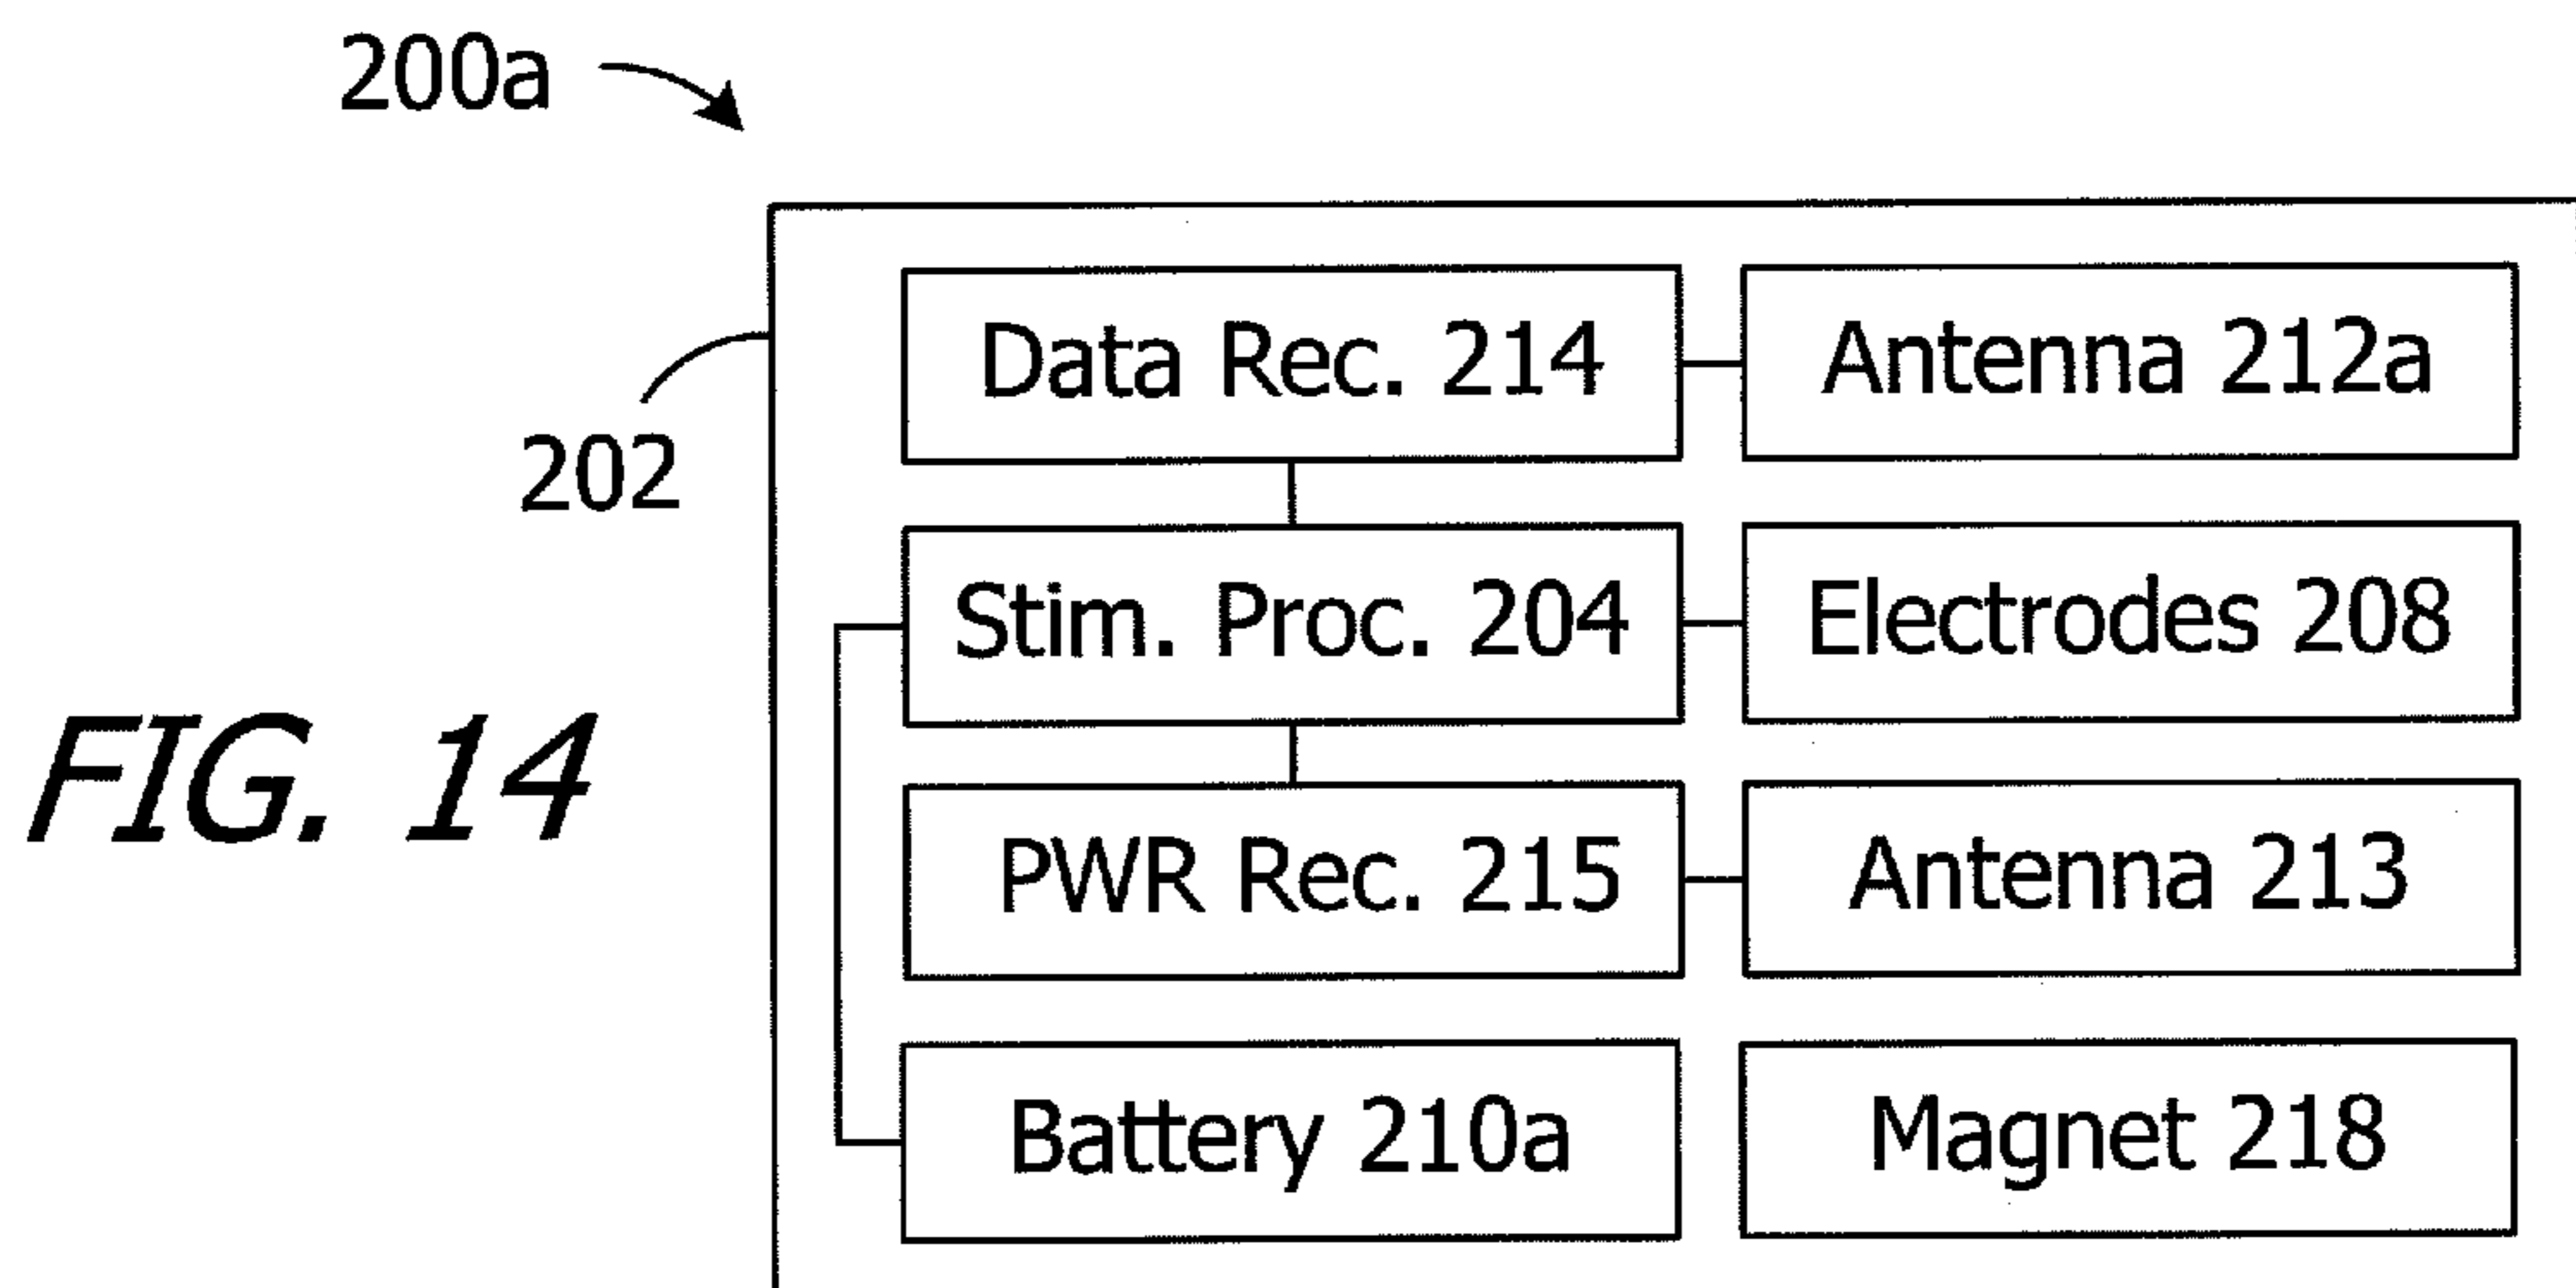 200a
202
Data Rec. 214
Antenna 212a
Stim. Proc. 204
Electrodes 208
PWR Rec. 215
Antenna 213
Battery 210a
Magnet 218
FIG. 14